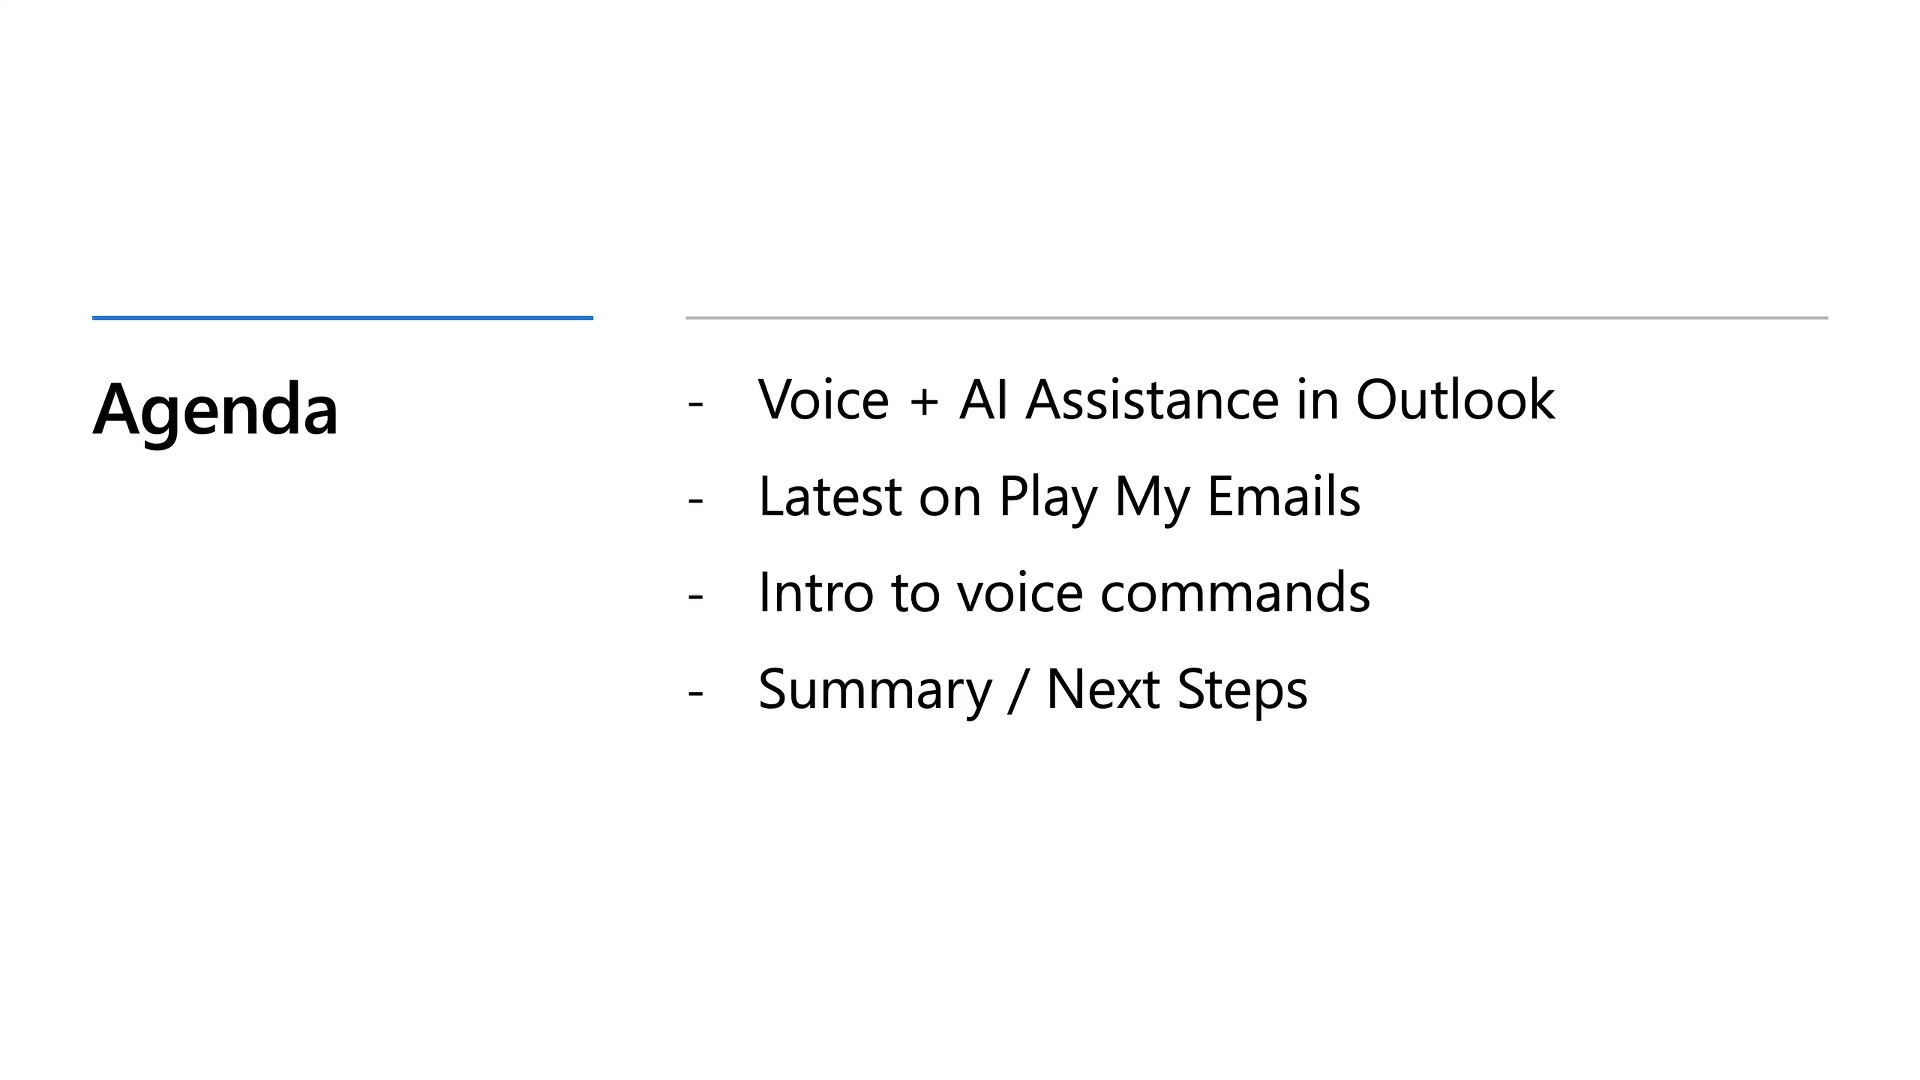 Agenda
- Voice + AI Assistance in Outlook
- Latest on Play My Emails
- Intro to voice commands
- Summary / Next Steps